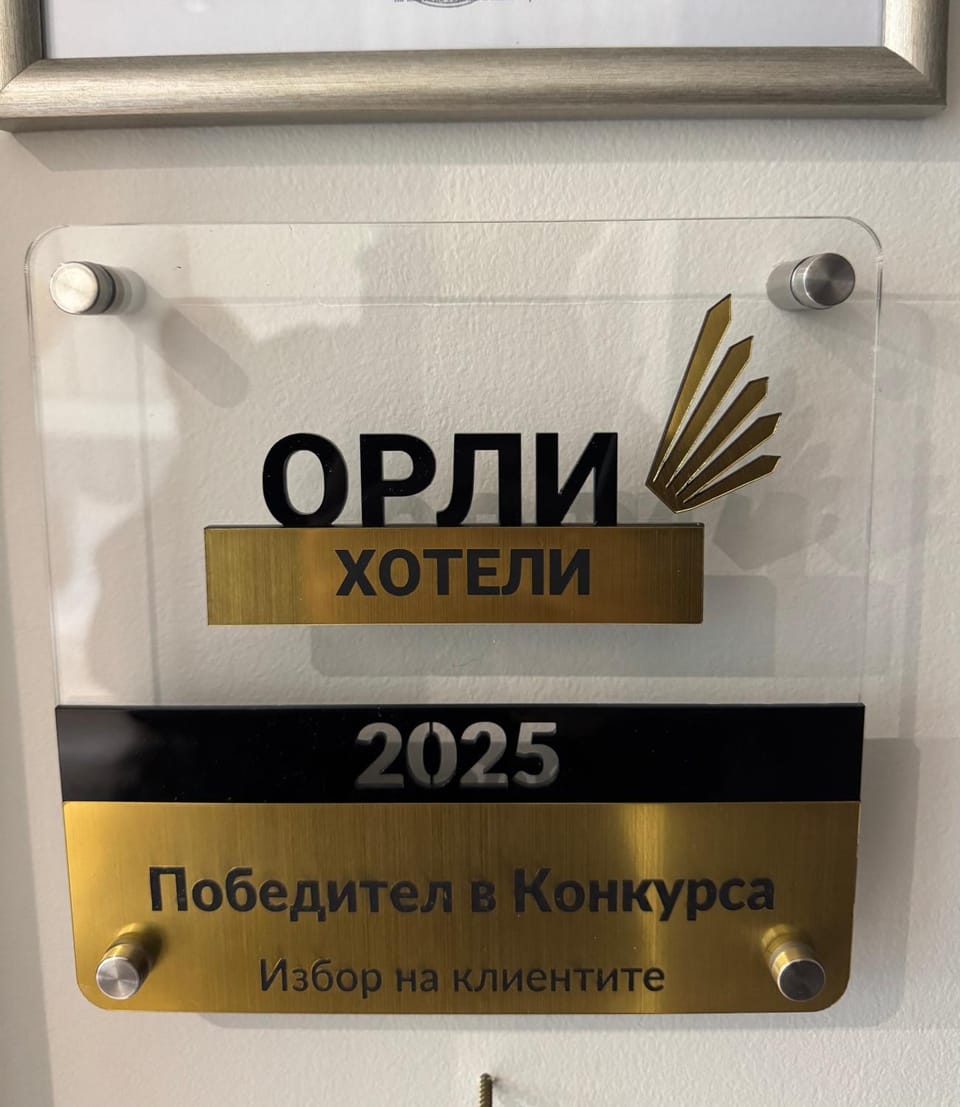 ОРЛИ
ХОТЕЛИ
2025
Победител в Конкурса
Избор на клиентите